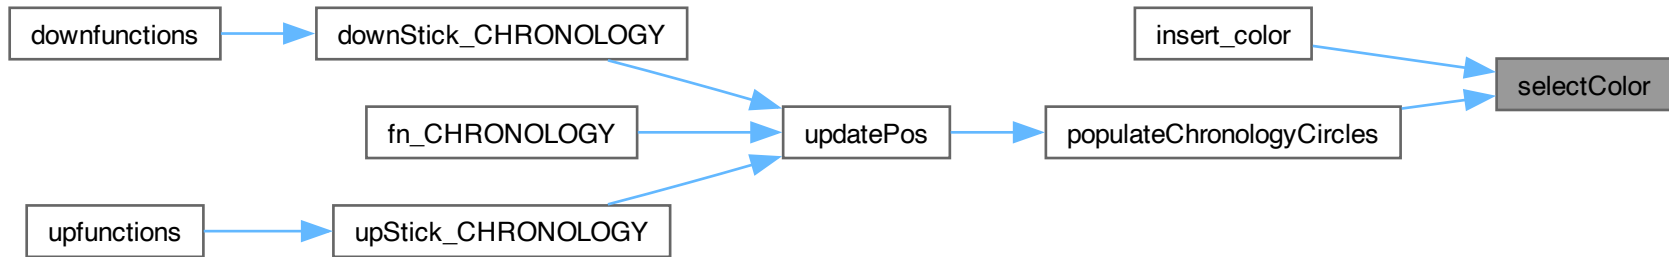 downfunctions
downStick_CHRONOLOGY
insert_color
selectColor
fn_CHRONOLOGY
updatePos
populateChronologyCircles
upfunctions
upStick_CHRONOLOGY